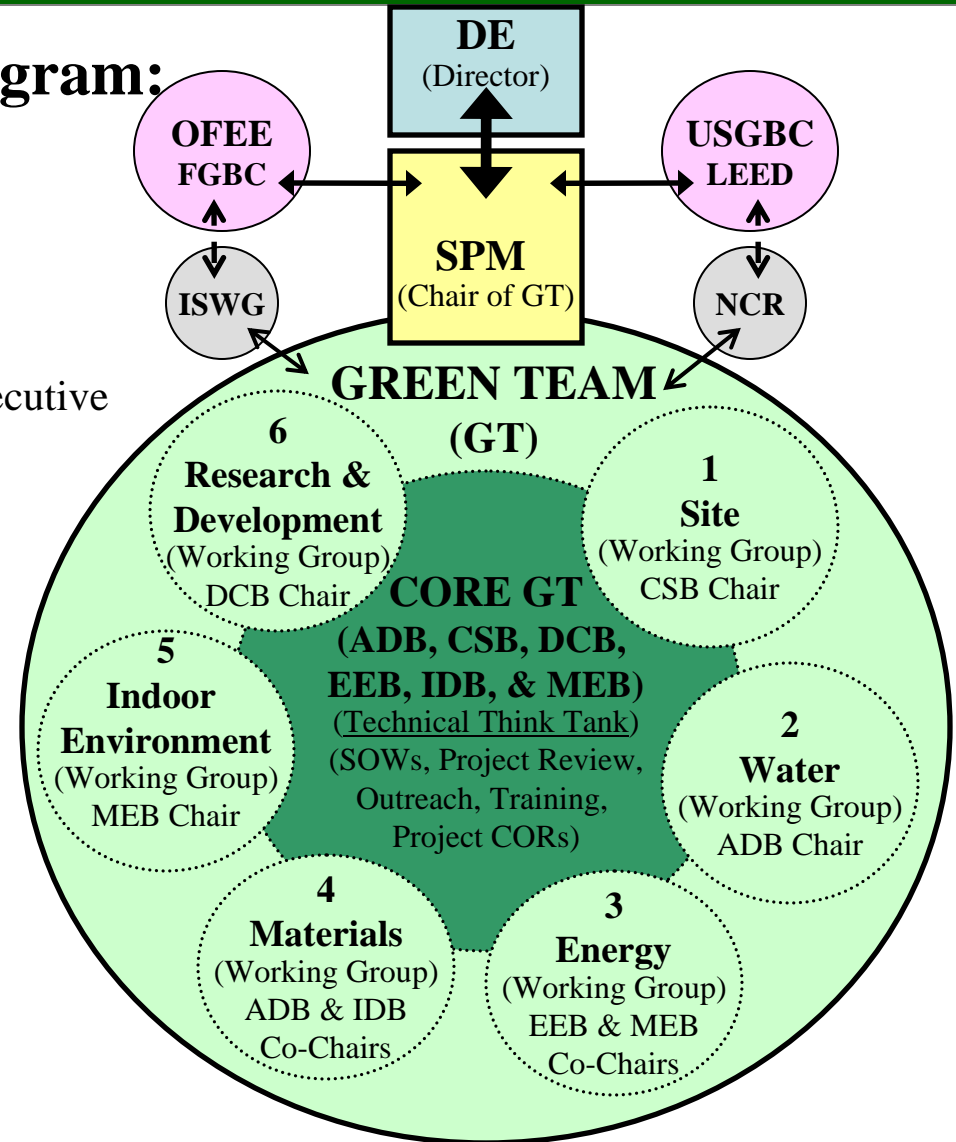 gram:
DE
(Director)
OFEE
FGBC
USGBC
LEED
SPM
(Chair of GT)
ISWG
NCR
ecutive
GREEN TEAM
(GT)
6
Research &
Development
(Working Group)
DCB Chair
1
Site
(Working Group)
CSB Chair
CORE GT
(ADB, CSB, DCB,
EEB, IDB, & MEB)
(Technical Think Tank)
(SOWs, Project Review,
Outreach, Training,
Project CORs)
5
Indoor
Environment
(Working Group)
MEB Chair
2
Water
(Working Group)
ADB Chair
4
Materials
(Working Group)
ADB & IDB
Co-Chairs
3
Energy
(Working Group)
EEB & MEB
Co-Chairs